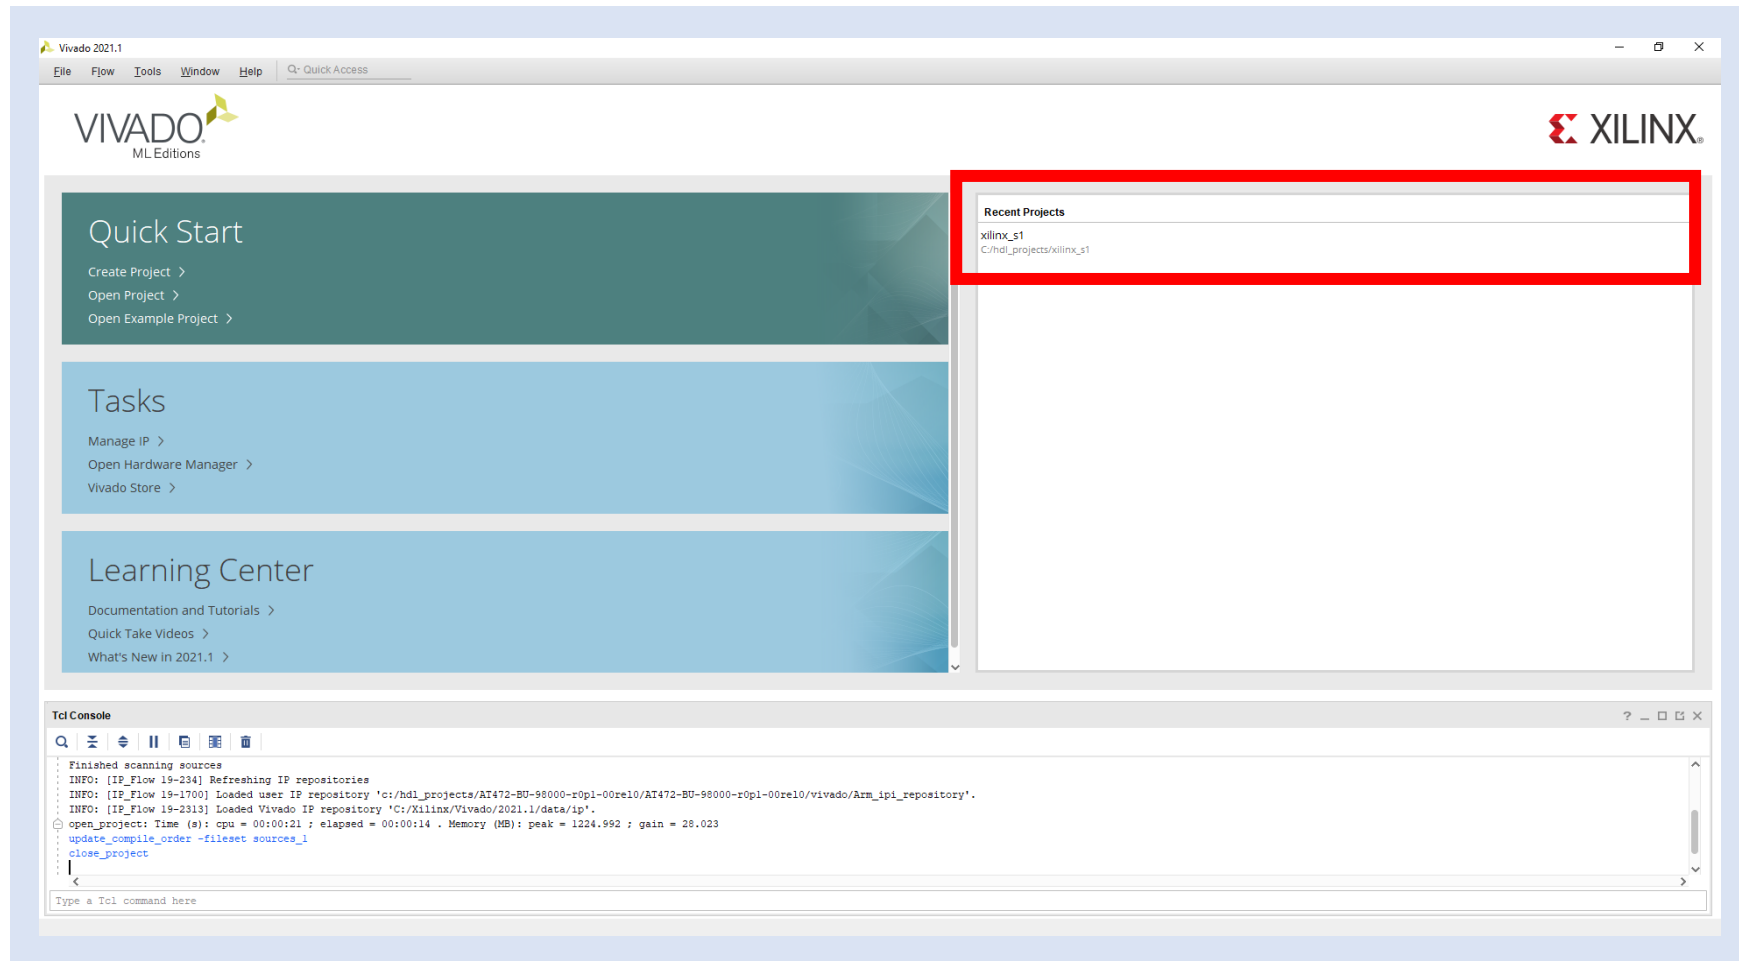 Vivado 2021.1
File Flow Tools Window Help Quick Access
VIVADO.
ML Editions
XILINX®
Quick Start
Create Project
Open Project
Open Example Project
Tasks
Manage IP
Open Hardware Manager
Vivado Store
Learning Center
Documentation and Tutorials
Quick Take Videos
What's New in 2021.1
Recent Projects
xilinx_s1
C:/hdl_projects/xilinx_s1
Tcl Console
Finished scanning sources
INFO: [IP_Flow 19-234] Refreshing IP repositories
INFO: [IP_Flow 19-1700] Loaded user IP repository 'c:/hdl_projects/AT472-BU-98000-r0p1-00rel0/AT472-BU-98000-r0p1-00rel0/vivado/Arm_ipi_repository'.
INFO: [IP_Flow 19-2313] Loaded Vivado IP repository 'C:/Xilinx/Vivado/2021.1/data/ip'.
open_project: Time (s): cpu = 00:00:21 ; elapsed = 00:00:14 . Memory (MB): peak = 1224.992 ; gain = 28.023
update_compile_order -fileset sources_1
close_project
Type a Tcl command here